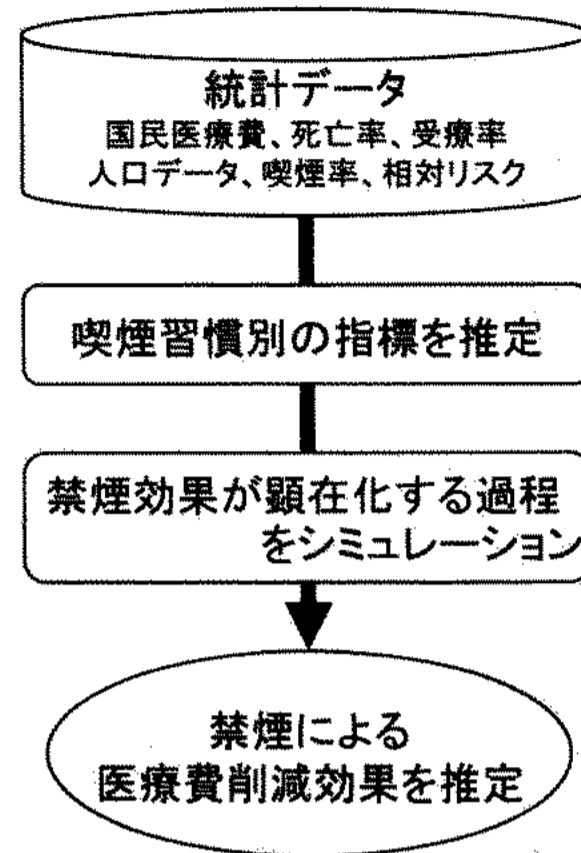 統計データ
国民医療費、死亡率、受療率
人口データ、喫煙率、相対リスク
喫煙習慣別の指標を推定
禁煙効果が顕在化する過程
をシミュレーション
禁煙による
医療費削減効果を推定